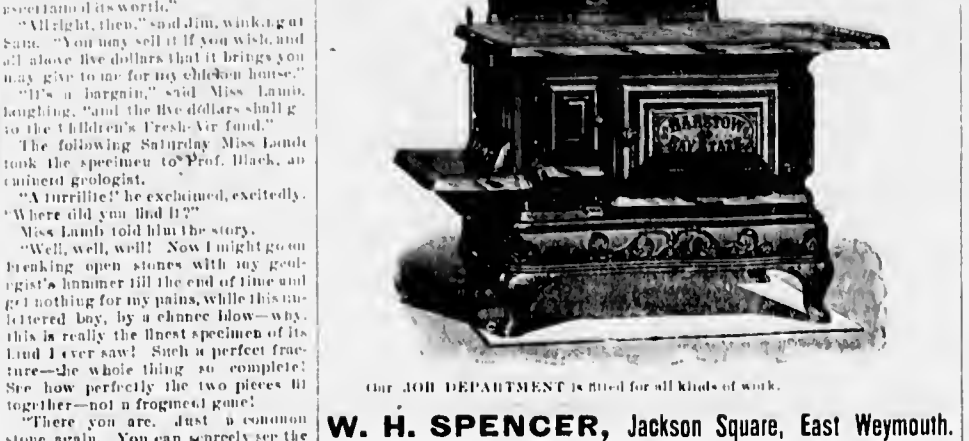 ascertained its worth."
"All right, then," said Jim, winking at
Sam. "You may sell it if you wish, and
all above five dollars that it brings you
may give to me for my chicken house."
"It's a bargain," said Miss Lamb,
laughing, "and the five dollars shall g
to the Children's Fresh-Air fund."
The following Saturday Miss Lamb
took the specimen to Prof. Black, an
eminent geologist.
"A turrilite!" he exclaimed, excitedly.
"Where did you find it?"
Miss Lamb told him the story.
"Well, well, well! Now I might go on
breaking open stones with my geol-
ogist's hammer till the end of time and
get nothing for my pains, while this un-
lettered boy, by a chance blow—why,
this is really the finest specimen of its
kind I ever saw! Such a perfect frac-
ture—the whole thing so complete!
See how perfectly the two pieces fit
together—not a fragment gone!
"There you are. Just a common
stone again. You can scarcely see the
BARSTOW
BAY STATE
Our JOB DEPARTMENT is fitted for all kinds of work.
W. H. SPENCER, Jackson Square, East Weymouth.